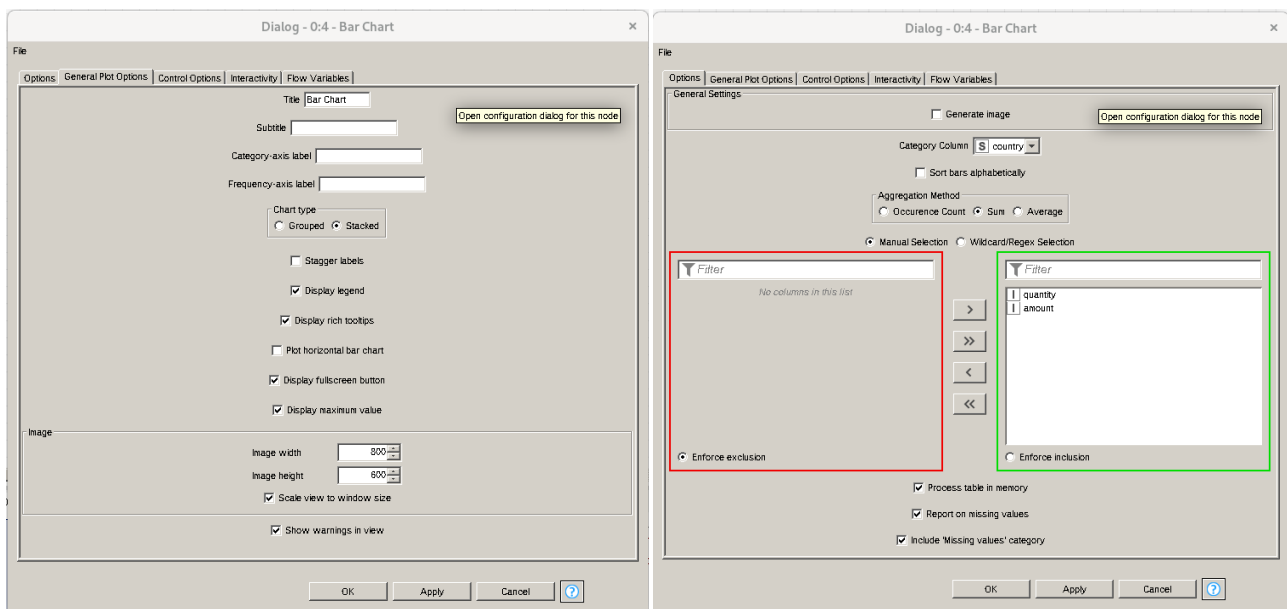 Dialog - 0:4 - Bar Chart
×
File
Options General Plot Options Control Options Interactivity Flow Variables
Title Bar Chart
Open configuration dialog for this node
Subtitle
Category-axis label
Frequency-axis label
Chart type
Grouped Stacked
Stagger labels
Display legend
Display rich tooltips
Plot horizontal bar chart
Display fullscreen button
Display maximum value
Image
Image width 800
Image height 600
Scale view to window size
Show warnings in view
OK Apply Cancel ?
Dialog - 0:4 - Bar Chart
×
File
Options General Plot Options Control Options Interactivity Flow Variables
General Settings
Generate image
Open configuration dialog for this node
Category Column S country
Sort bars alphabetically
Aggregation Method
Occurence Count Sum Average
Manual Selection Wildcard/Regex Selection
Filter
No columns in this list
Enforce exclusion
>
>>
<
<<
Filter
I quantity
I amount
Enforce inclusion
Process table in memory
Report on missing values
Include 'Missing values' category
OK Apply Cancel ?